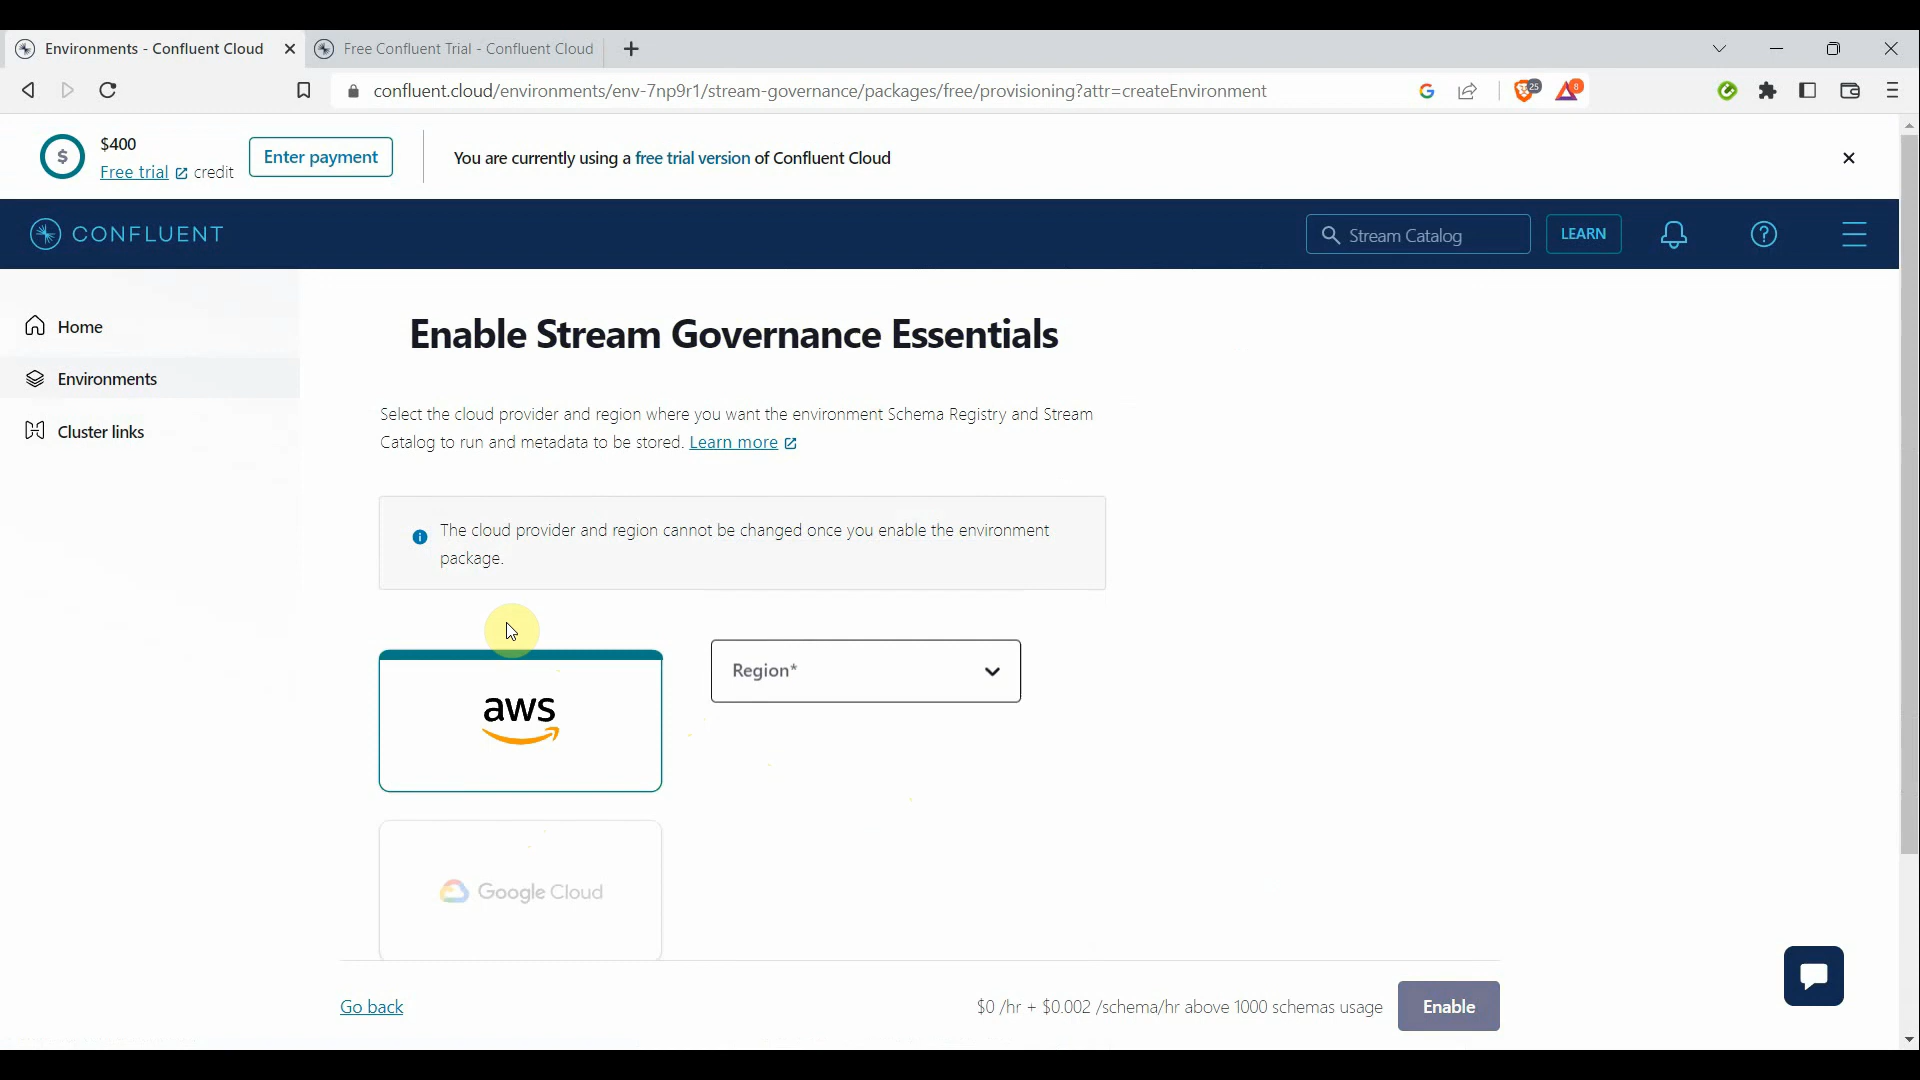 Environments - Confluent Cloud
Free Confluent Trial - Confluent Cloud
confluent.cloud/environments/env-7np9r1/stream-governance/packages/free/provisioning?attr=createEnvironment
25
8
$
$400
Free trial credit
Enter payment
You are currently using a free trial version of Confluent Cloud
CONFLUENT
Stream Catalog
LEARN
Home
Environments
Cluster links
Enable Stream Governance Essentials
Select the cloud provider and region where you want the environment Schema Registry and Stream
Catalog to run and metadata to be stored. Learn more
The cloud provider and region cannot be changed once you enable the environment
package.
aws
Region*
Google Cloud
Go back
$0 /hr + $0.002 /schema/hr above 1000 schemas usage
Enable